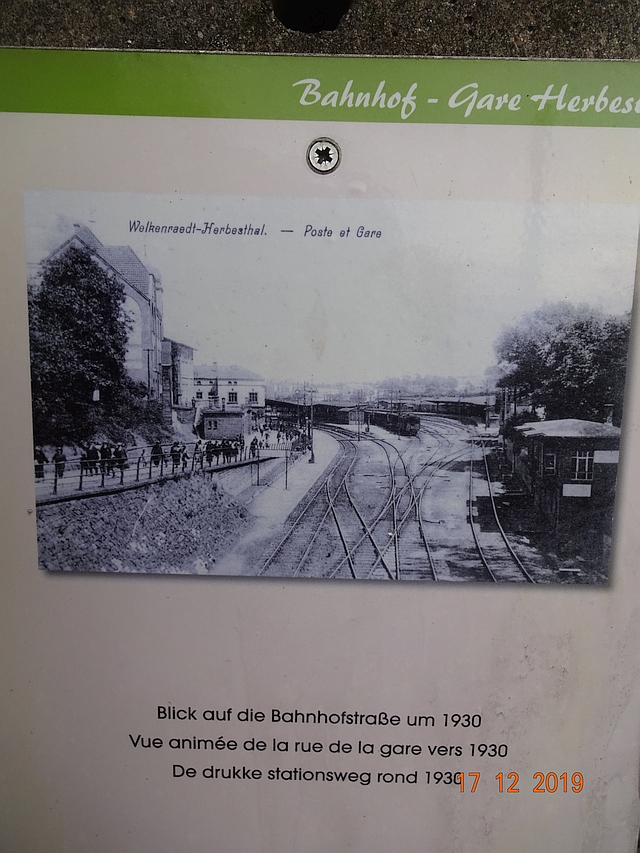 Bahnhof - Gare Herbes
Welkenraedt-Herbesthal. — Poste et Gare
Blick auf die Bahnhofstraße um 1930
Vue animée de la rue de la gare vers 1930
De drukke stationsweg rond 1930
17 12 2019